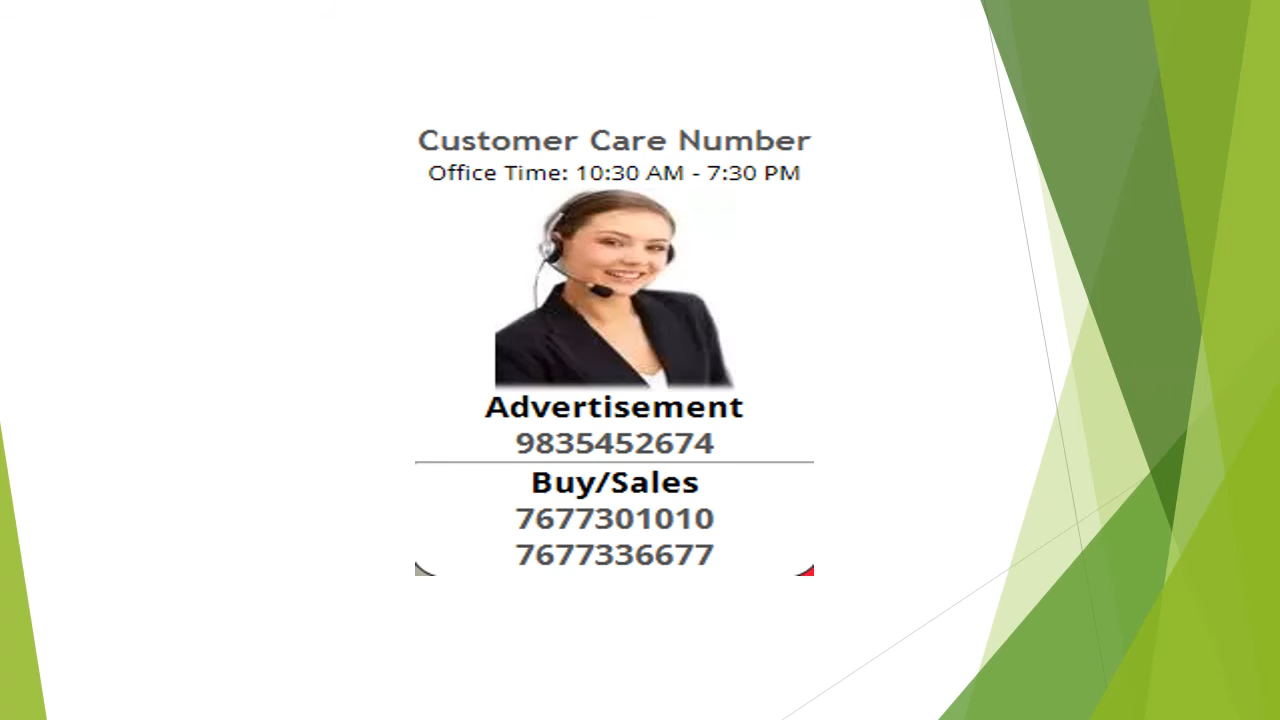 Customer Care Number
Office Time: 10:30 AM - 7:30 PM
Advertisement
9835452674
Buy/Sales
7677301010
7677336677